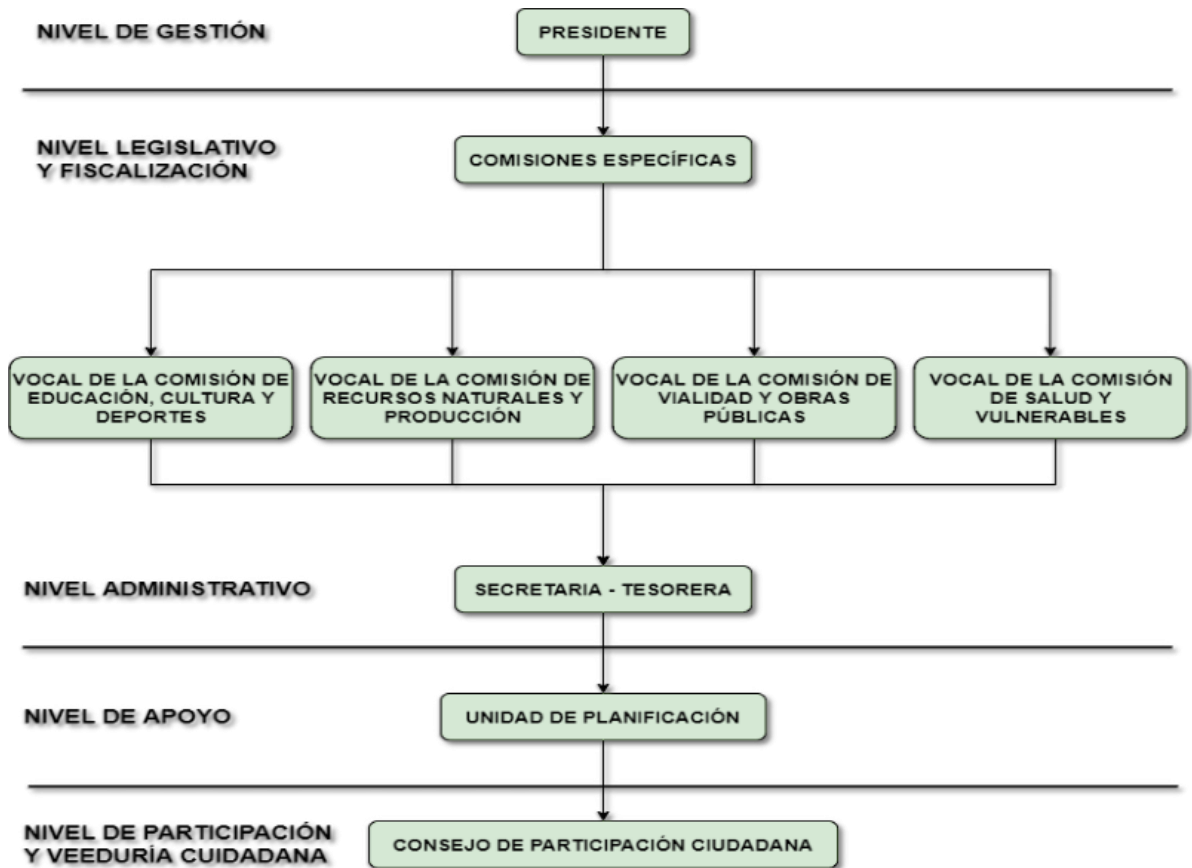 NIVEL DE GESTIÓN
PRESIDENTE
NIVEL LEGISLATIVO
Y FISCALIZACIÓN
COMISIONES ESPECÍFICAS
VOCAL DE LA COMISIÓN DE
EDUCACIÓN, CULTURA Y
DEPORTES
VOCAL DE LA COMISIÓN DE
RECURSOS NATURALES Y
PRODUCCIÓN
VOCAL DE LA COMISIÓN DE
VIALIDAD Y OBRAS
PÚBLICAS
VOCAL DE LA COMISIÓN
DE SALUD Y
VULNERABLES
NIVEL ADMINISTRATIVO
SECRETARIA - TESORERA
NIVEL DE APOYO
UNIDAD DE PLANIFICACIÓN
NIVEL DE PARTICIPACIÓN
Y VEEDURÍA CUIDADANA
CONSEJO DE PARTICIPACIÓN CIUDADANA